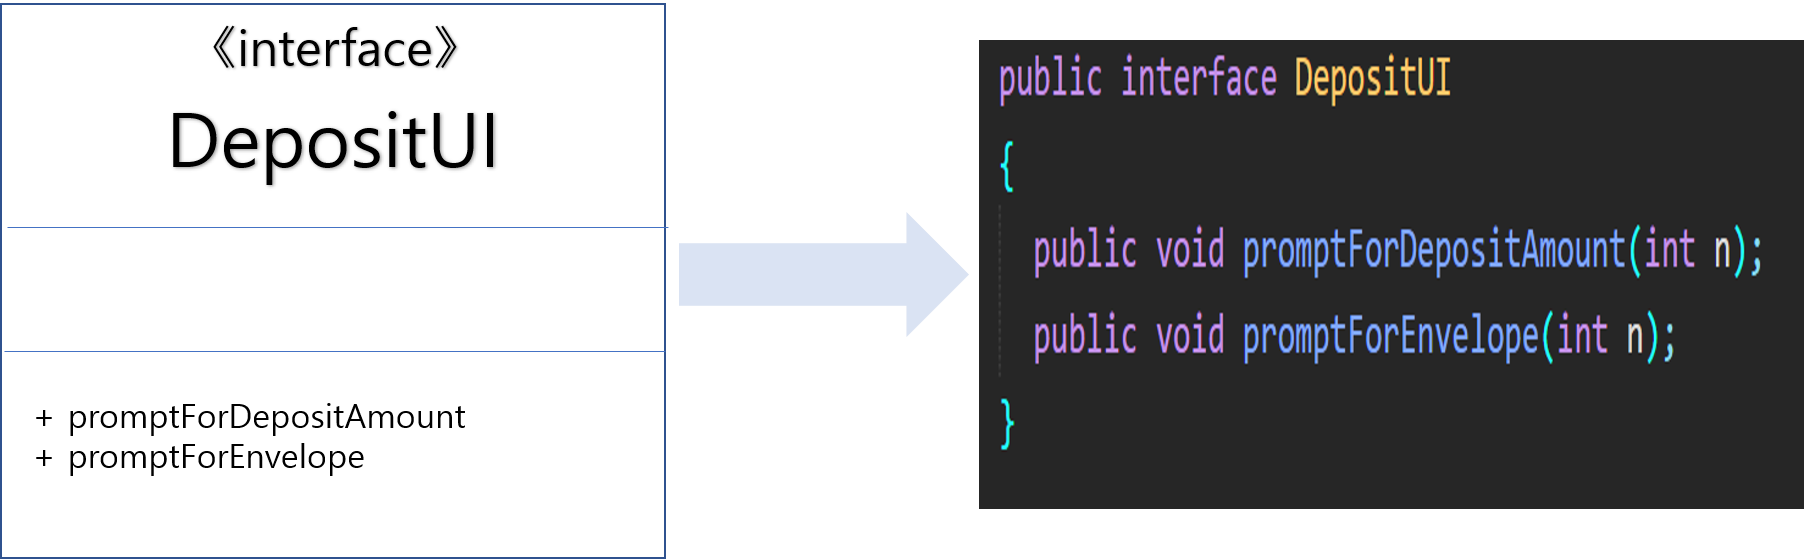 《interface》
DepositUI
+ promptForDepositAmount
+ promptForEnvelope
public interface DepositUI
{
public void promptForDepositAmount(int n);
public void promptForEnvelope(int n);
}